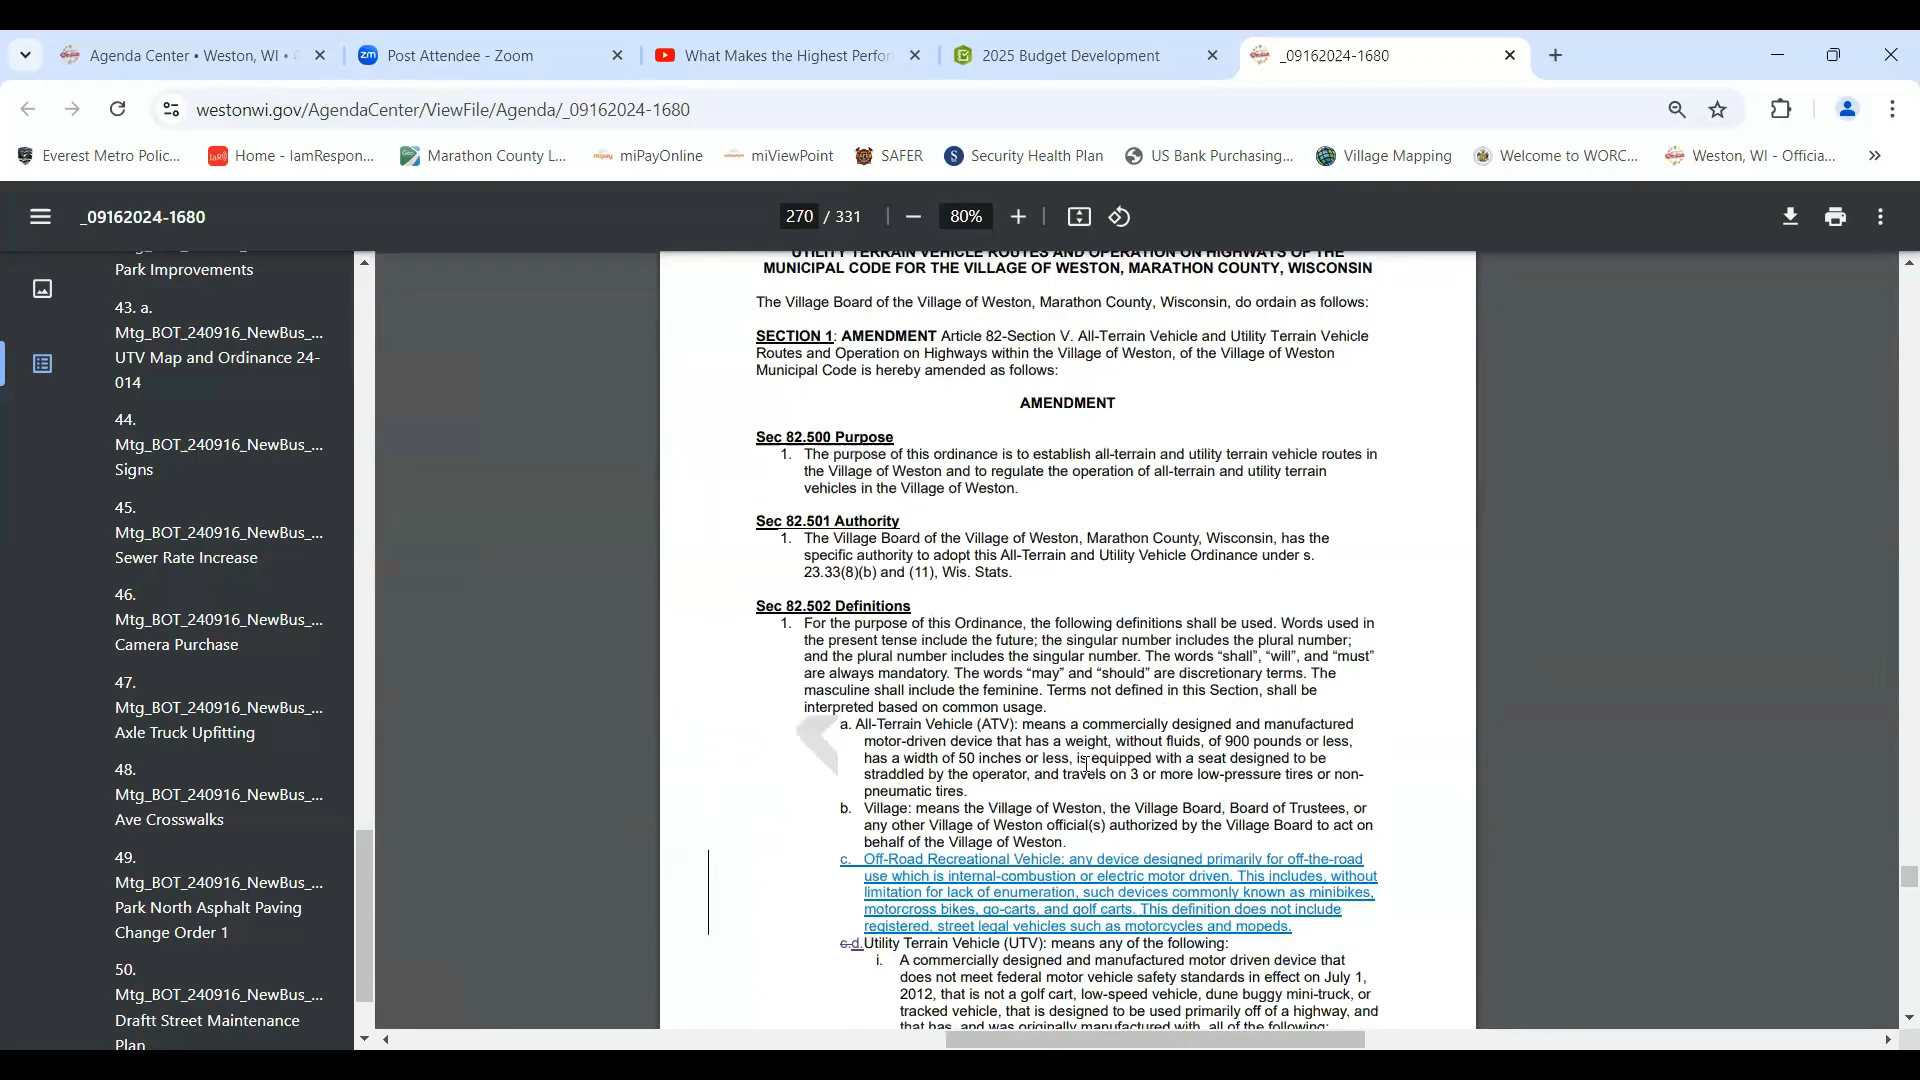 Agenda Center • Weston, WI •
Post Attendee - Zoom
What Makes the Highest Perfor
2025 Budget Development
_09162024-1680
westonwi.gov/AgendaCenter/ViewFile/Agenda/_09162024-1680
Everest Metro Polic...
Home - IamRespon...
Marathon County L...
miPayOnline
miViewPoint
SAFER
Security Health Plan
US Bank Purchasing...
Village Mapping
Welcome to WORC...
Weston, WI - Officia...
_09162024-1680
270 / 331
80%
Park Improvements
43. a.
Mtg_BOT_240916_NewBus_...
UTV Map and Ordinance 24-
014
44.
Mtg_BOT_240916_NewBus_...
Signs
45.
Mtg_BOT_240916_NewBus_...
Sewer Rate Increase
46.
Mtg_BOT_240916_NewBus_...
Camera Purchase
47.
Mtg_BOT_240916_NewBus_...
Axle Truck Upfitting
48.
Mtg_BOT_240916_NewBus_...
Ave Crosswalks
49.
Mtg_BOT_240916_NewBus_...
Park North Asphalt Paving
Change Order 1
50.
Mtg_BOT_240916_NewBus_...
Draftt Street Maintenance
Plan
UTILITY TERRAIN VEHICLE ROUTES AND OPERATION ON HIGHWAYS OF THE
MUNICIPAL CODE FOR THE VILLAGE OF WESTON, MARATHON COUNTY, WISCONSIN
The Village Board of the Village of Weston, Marathon County, Wisconsin, do ordain as follows:
SECTION 1: AMENDMENT Article 82-Section V. All-Terrain Vehicle and Utility Terrain Vehicle
Routes and Operation on Highways within the Village of Weston, of the Village of Weston
Municipal Code is hereby amended as follows:
AMENDMENT
Sec 82.500 Purpose
1. The purpose of this ordinance is to establish all-terrain and utility terrain vehicle routes in
the Village of Weston and to regulate the operation of all-terrain and utility terrain
vehicles in the Village of Weston.
Sec 82.501 Authority
1. The Village Board of the Village of Weston, Marathon County, Wisconsin, has the
specific authority to adopt this All-Terrain and Utility Vehicle Ordinance under s.
23.33(8)(b) and (11), Wis. Stats.
Sec 82.502 Definitions
1. For the purpose of this Ordinance, the following definitions shall be used. Words used in
the present tense include the future; the singular number includes the plural number;
and the plural number includes the singular number. The words “shall”, “will”, and “must”
are always mandatory. The words “may” and “should” are discretionary terms. The
masculine shall include the feminine. Terms not defined in this Section, shall be
interpreted based on common usage.
a. All-Terrain Vehicle (ATV): means a commercially designed and manufactured
motor-driven device that has a weight, without fluids, of 900 pounds or less,
has a width of 50 inches or less, is equipped with a seat designed to be
straddled by the operator, and travels on 3 or more low-pressure tires or non-
pneumatic tires.
b. Village: means the Village of Weston, the Village Board, Board of Trustees, or
any other Village of Weston official(s) authorized by the Village Board to act on
behalf of the Village of Weston.
c. Off-Road Recreational Vehicle: any device designed primarily for off-the-road
use which is internal-combustion or electric motor driven. This includes, without
limitation for lack of enumeration, such devices commonly known as minibikes,
motorcross bikes, go-carts, and golf carts. This definition does not include
registered, street legal vehicles such as motorcycles and mopeds.
c.d.Utility Terrain Vehicle (UTV): means any of the following:
i. A commercially designed and manufactured motor driven device that
does not meet federal motor vehicle safety standards in effect on July 1,
2012, that is not a golf cart, low-speed vehicle, dune buggy mini-truck, or
tracked vehicle, that is designed to be used primarily off of a highway, and
that has, and was originally manufactured with, all of the following: